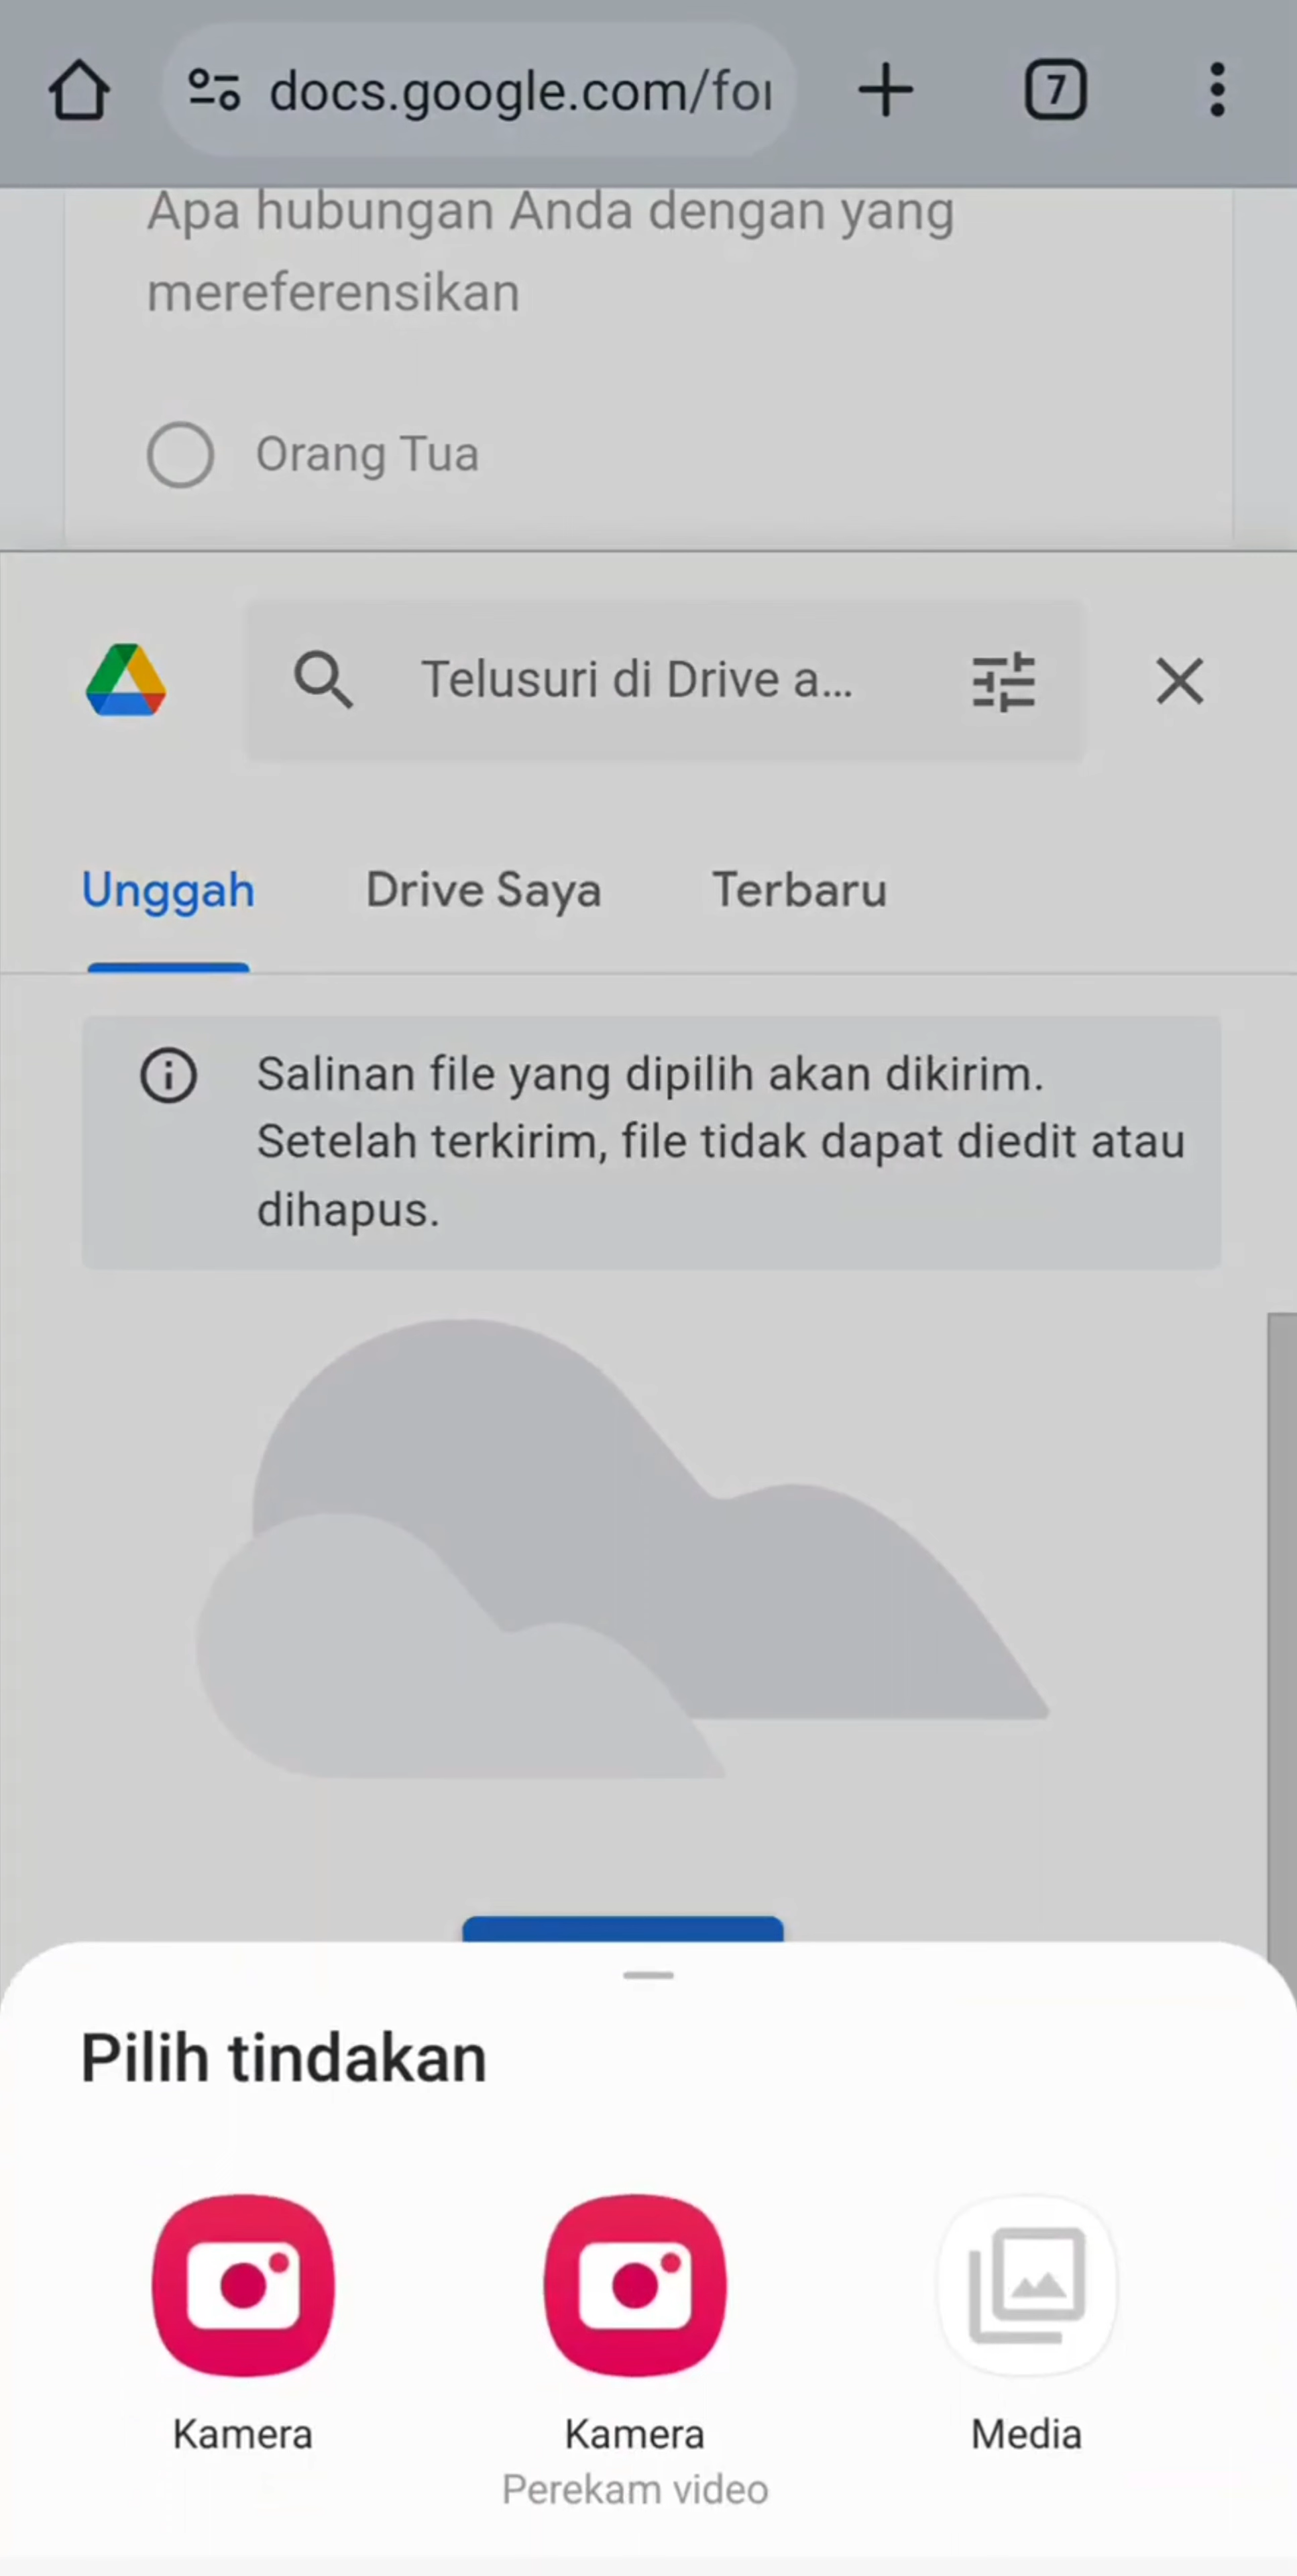 docs.google.com/for
7
Apa hubungan Anda dengan yang
mereferensikan
Orang Tua
Telusuri di Drive a...
Unggah Drive Saya Terbaru
Salinan file yang dipilih akan dikirim.
Setelah terkirim, file tidak dapat diedit atau
dihapus.
Pilih tindakan
Kamera Kamera Media
Perekam video